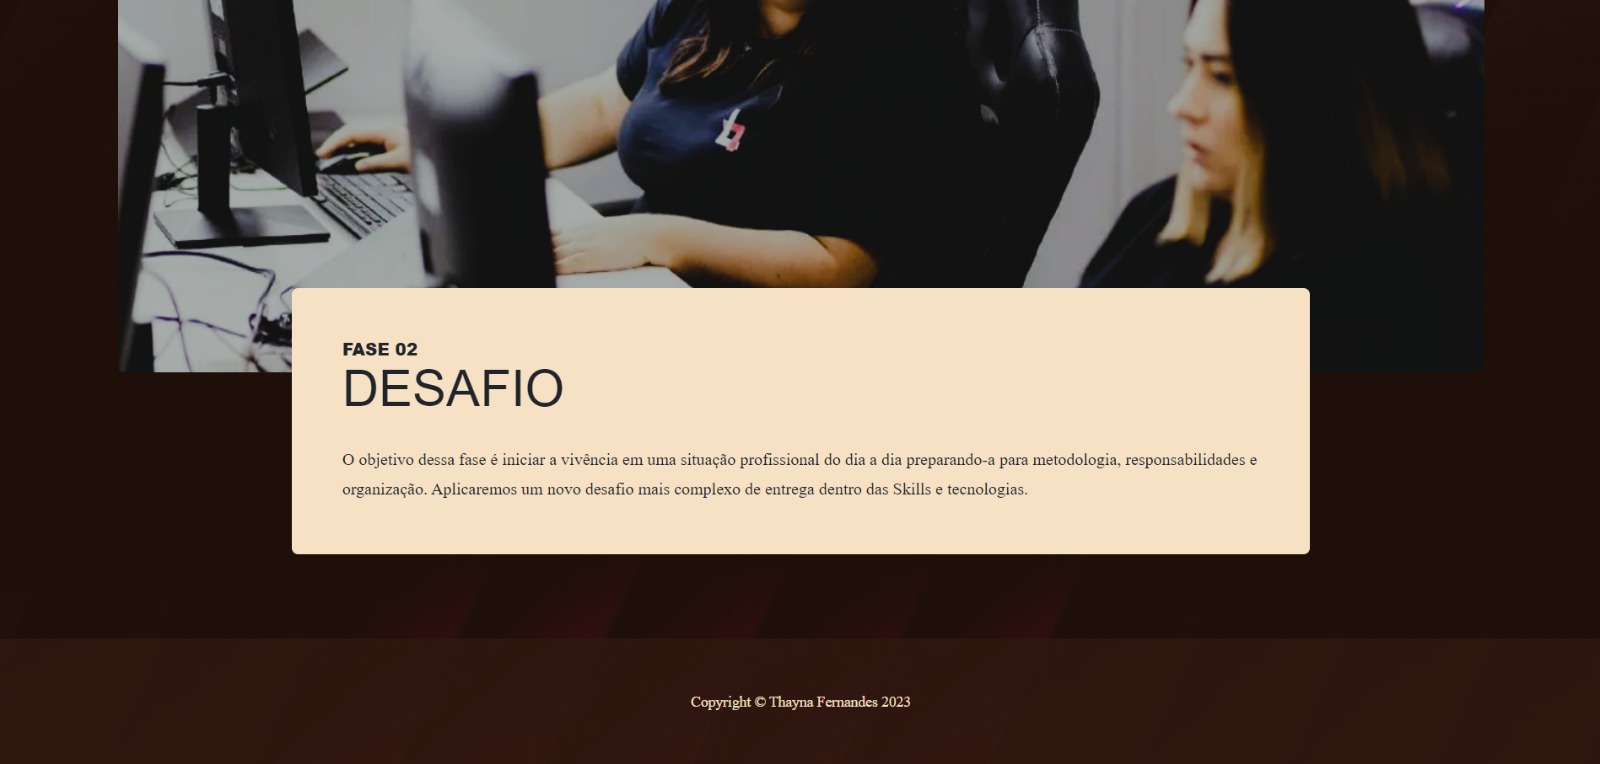 FASE 02
DESAFIO
O objetivo dessa fase é iniciar a vivência em uma situação profissional do dia a dia preparando-a para metodologia, responsabilidades e
organização. Aplicaremos um novo desafio mais complexo de entrega dentro das Skills e tecnologias.
Copyright © Thayna Fernandes 2023